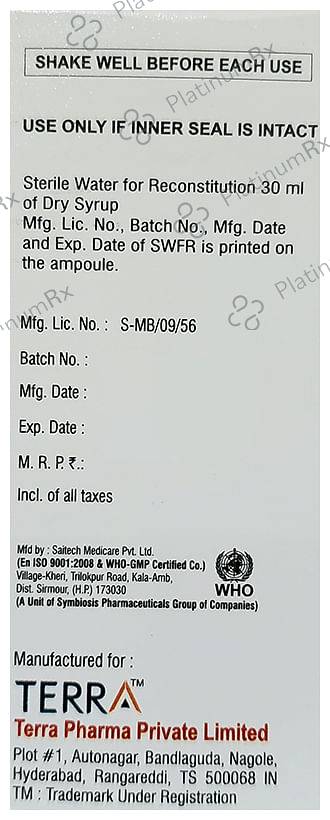 PlatinumRx
SHAKE WELL BEFORE EACH USE
PlatinumRx
USE ONLY IF INNER SEAL IS INTACT
PlatinumRx
Sterile Water for Reconstitution 30 ml
of Dry Syrup
Mfg. Lic. No., Batch No., Mfg. Date
and Exp. Date of SWFR is printed on
the ampoule.
Mfg. Lic. No. : S-MB/09/56
Batch No. :
Mfg. Date :
Exp. Date :
M. R. P. ₹.:
Incl. of all taxes
Mfd by : Saitech Medicare Pvt. Ltd.
(En ISO 9001:2008 & WHO-GMP Certified Co.)
Village-Kheri, Trilokpur Road, Kala-Amb,
Dist. Sirmour, (H.P.) 173030
WHO
(A Unit of Symbiosis Pharmaceuticals Group of Companies)
Manufactured for :
TERRA™
Terra Pharma Private Limited
Plot #1, Autonagar, Bandlaguda, Nagole,
Hyderabad, Rangareddi, TS 500068 IN
TM : Trademark Under Registration